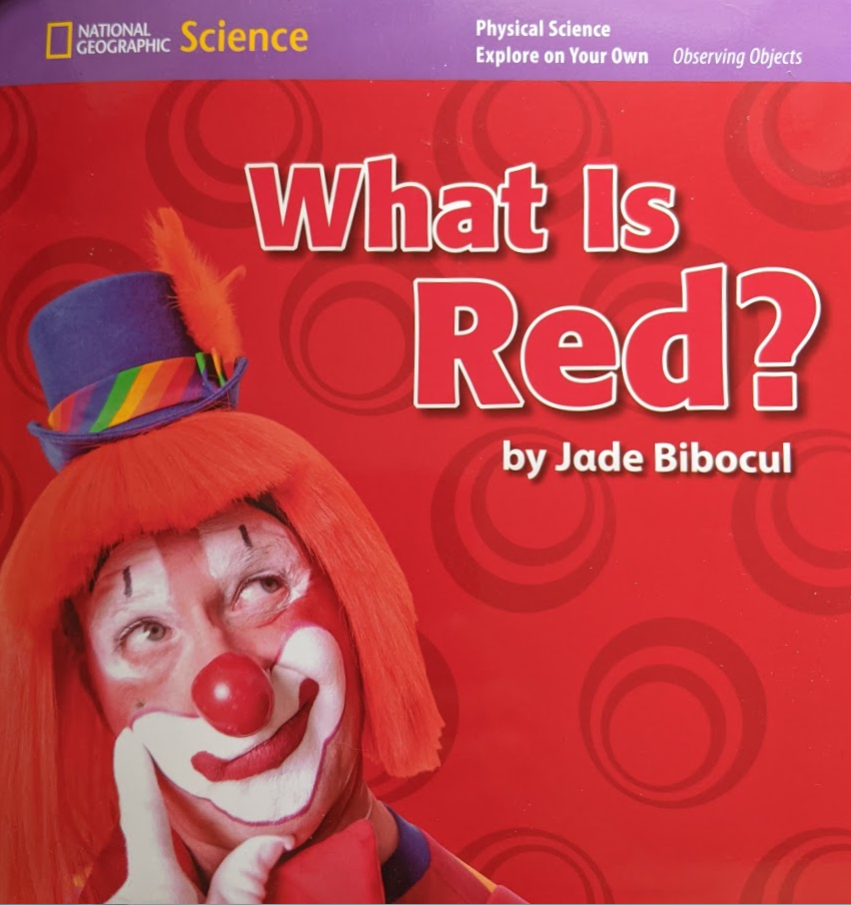 NATIONAL
GEOGRAPHIC
Science
Physical Science
Explore on Your Own Observing Objects
What Is
Red?
by Jade Bibocul